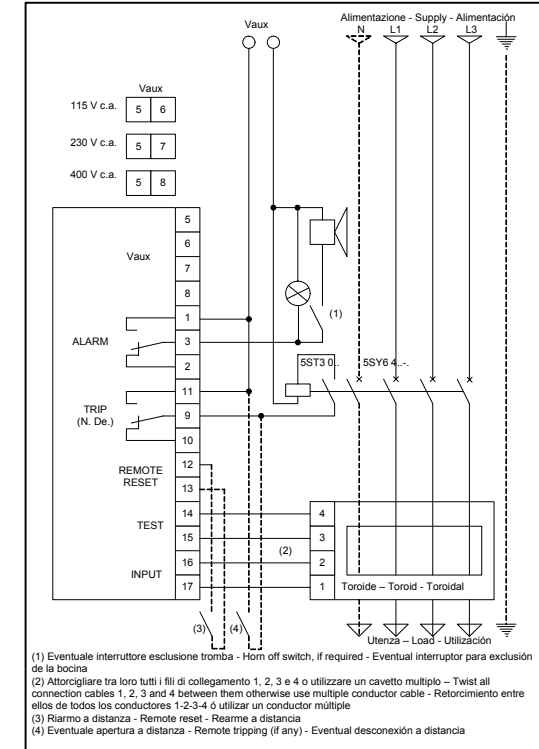 Vaux
Alimentazione - Supply - Alimentación
N L1 L2 L3
Vaux
115 V c.a. 5 6
230 V c.a. 5 7
400 V c.a. 5 8
5
6
Vaux
7
8
1
(1)
ALARM
3
2
5ST3 0.. 5SY6 4..-.
11
TRIP
(N. De.)
9
10
REMOTE
RESET
12
13
TEST
14
15
INPUT
16
17
(2)
4
3
2
1
Toroide – Toroid - Toroidal
(3) (4)
Utenza – Load - Utilización
(1) Eventuale interruttore esclusione tromba - Horn off switch, if required - Eventual interruptor para exclusión
de la bocina
(2) Attorcigliare tra loro tutti i fili di collegamento 1, 2, 3 e 4 o utilizzare un cavetto multiplo – Twist all
connection cables 1, 2, 3 and 4 between them otherwise use multiple conductor cable - Retorcimiento entre
ellos de todos los conductores 1-2-3-4 ó utilizar un conductor múltiple
(3) Riarmo a distanza - Remote reset - Rearme a distancia
(4) Eventuale apertura a distanza - Remote tripping (if any) - Eventual desconexión a distancia